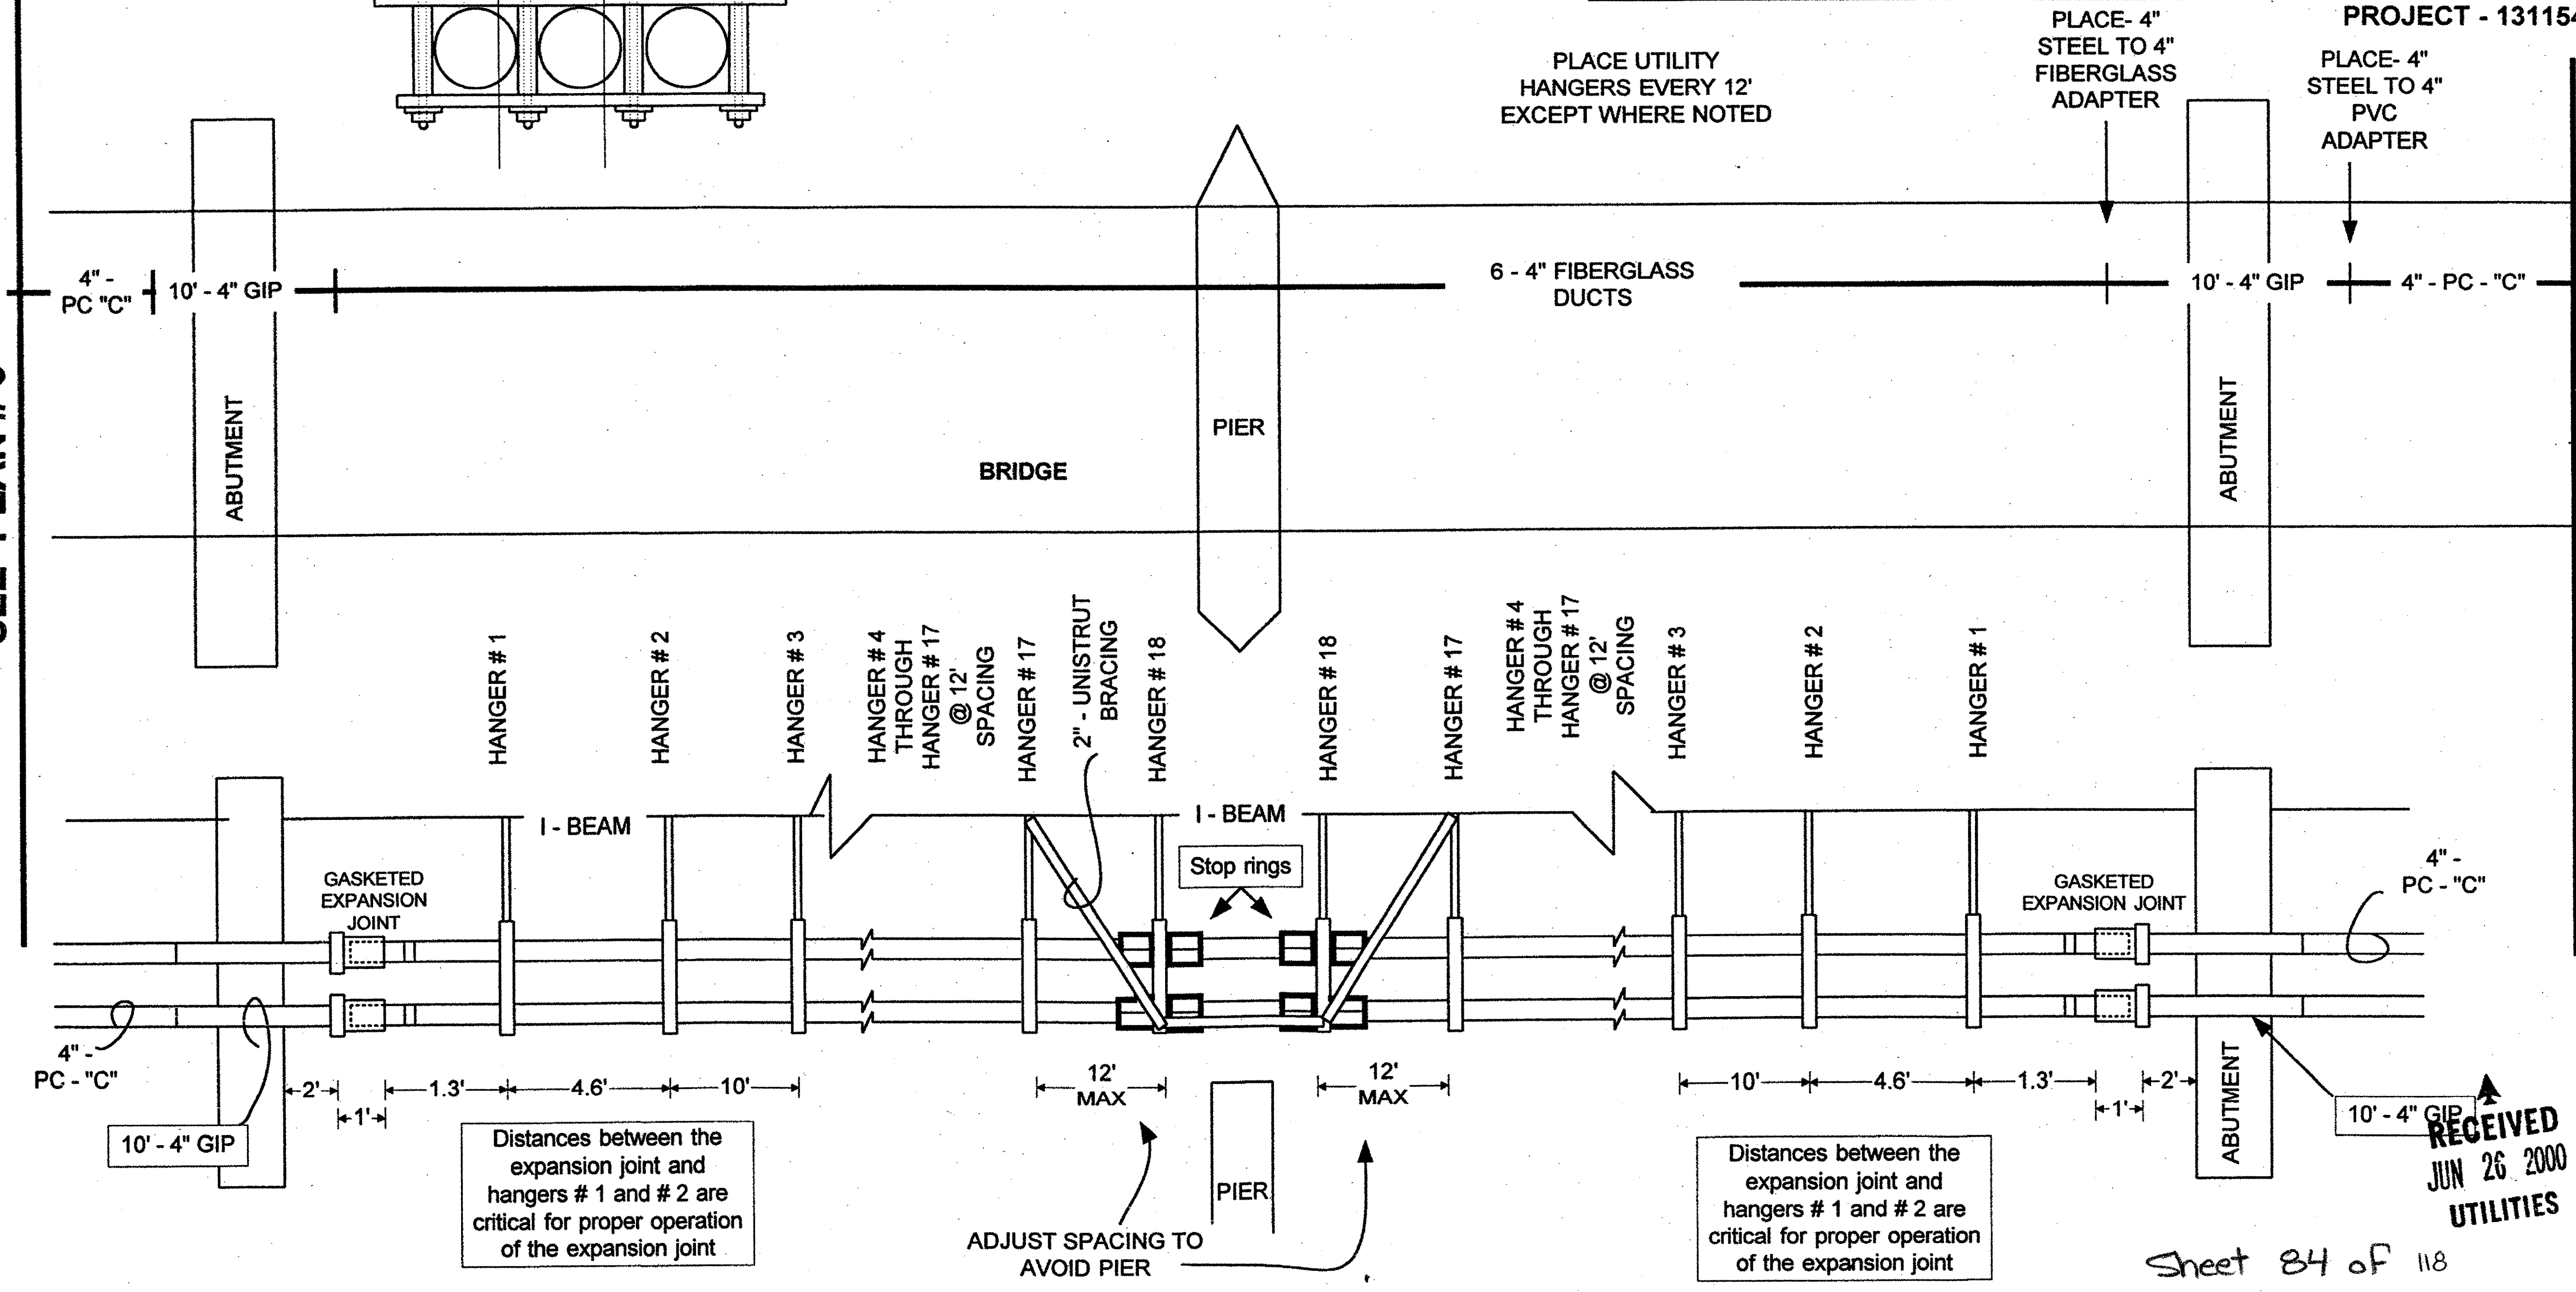 PROJECT - 131154
PLACE UTILITY
HANGERS EVERY 12'
EXCEPT WHERE NOTED
PLACE- 4"
STEEL TO 4"
FIBERGLASS
ADAPTER
PLACE- 4"
STEEL TO 4"
PVC
ADAPTER
4" -
PC "C"
10' - 4" GIP
6 - 4" FIBERGLASS
DUCTS
10' - 4" GIP
4" - PC - "C"
ABUTMENT
PIER
BRIDGE
ABUTMENT
HANGER # 1
HANGER # 2
HANGER # 3
HANGER # 4
THROUGH
HANGER # 17
@ 12'
SPACING
HANGER # 17
2" - UNISTRUT
BRACING
HANGER # 18
HANGER # 18
HANGER # 17
HANGER # 4
THROUGH
HANGER # 17
@ 12'
SPACING
HANGER # 3
HANGER # 2
HANGER # 1
I - BEAM
I - BEAM
Stop rings
GASKETED
EXPANSION
JOINT
GASKETED
EXPANSION JOINT
4" -
PC - "C"
4" -
PC - "C"
2'
1'
1.3'
4.6'
10'
12'
MAX
12'
MAX
10'
4.6'
1.3'
1'
2'
10' - 4" GIP
Distances between the
expansion joint and
hangers # 1 and # 2 are
critical for proper operation
of the expansion joint
ADJUST SPACING TO
AVOID PIER
PIER
Distances between the
expansion joint and
hangers # 1 and # 2 are
critical for proper operation
of the expansion joint
ABUTMENT
10' - 4" GIP
RECEIVED
JUN 26 2000
UTILITIES
Sheet 84 of 118